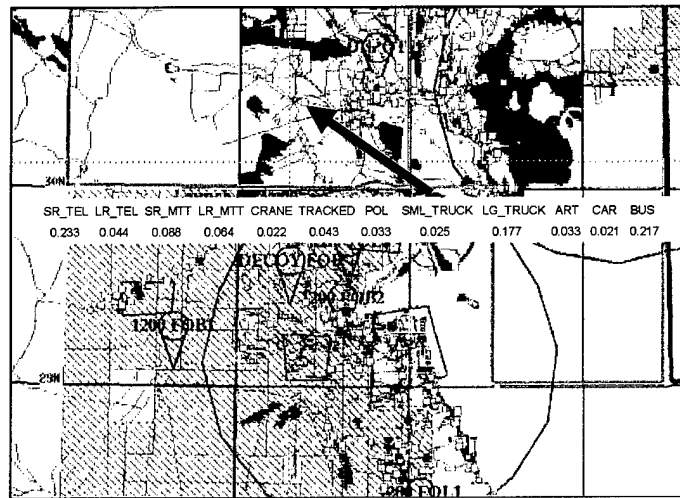 DEPOT
30N
SR_TEL LR_TEL SR_MTT LR_MTT CRANE TRACKED POL SML_TRUCK LG_TRUCK ART CAR BUS
0.233 0.044 0.088 0.064 0.022 0.043 0.033 0.025 0.177 0.033 0.021 0.217
DECOY FOB
1200 FOB1
29N